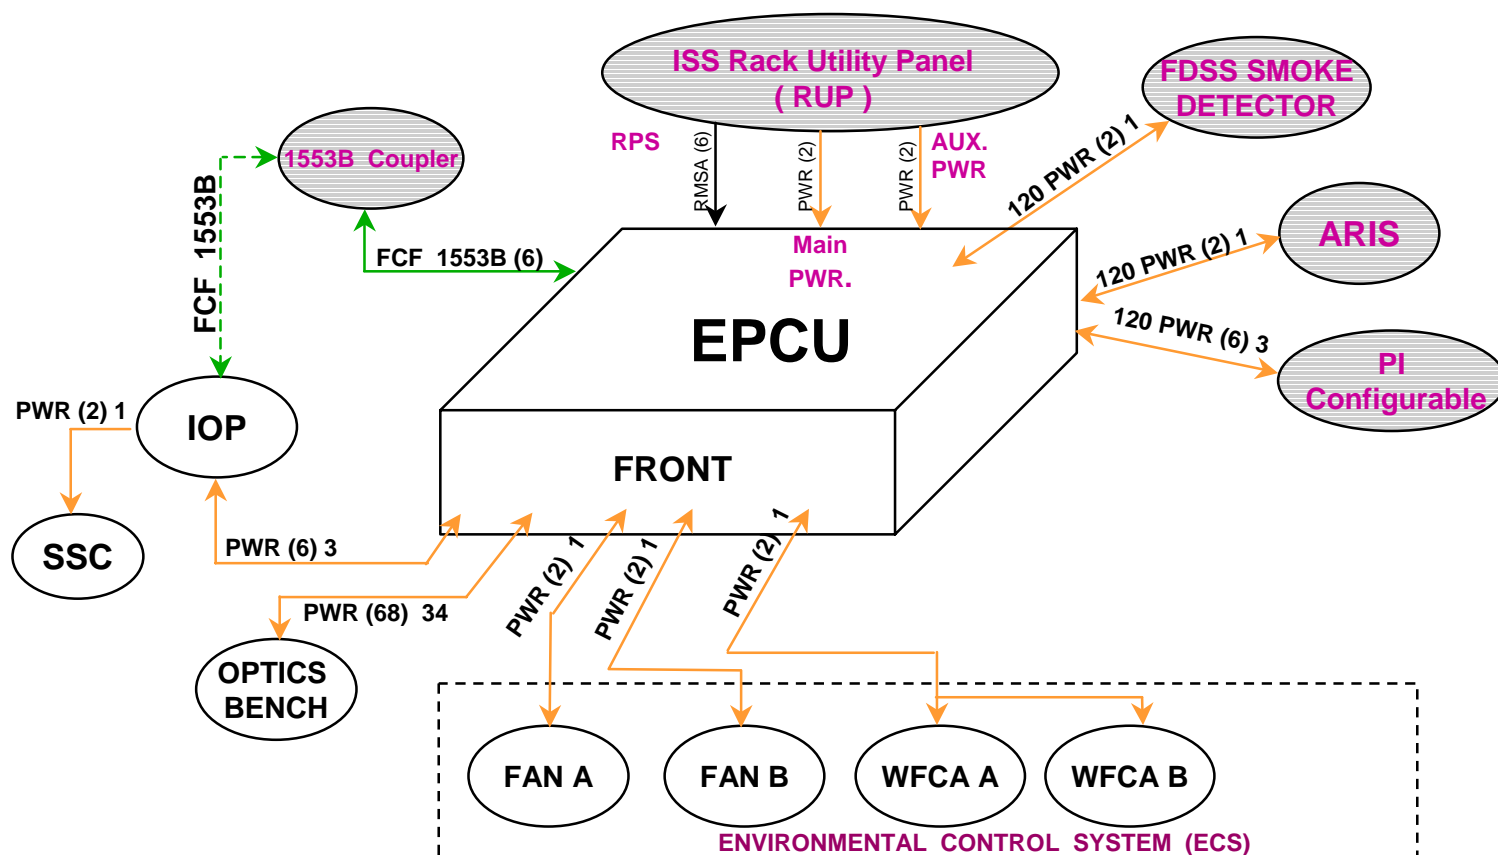 ISS Rack Utility Panel
( RUP )
FDSS SMOKE
DETECTOR
1553B Coupler
RPS
RMSA (6)
PWR (2)
PWR (2)
AUX.
PWR
120 PWR (2) 1
FCF 1553B
FCF 1553B (6)
Main
PWR.
ARIS
120 PWR (2) 1
120 PWR (6) 3
PI
Configurable
EPCU
FRONT
PWR (2) 1
IOP
SSC
PWR (6) 3
PWR (68) 34
OPTICS
BENCH
PWR (2) 1
PWR (2) 1
PWR (2) 1
FAN A
FAN B
WFCA A
WFCA B
ENVIRONMENTAL CONTROL SYSTEM (ECS)